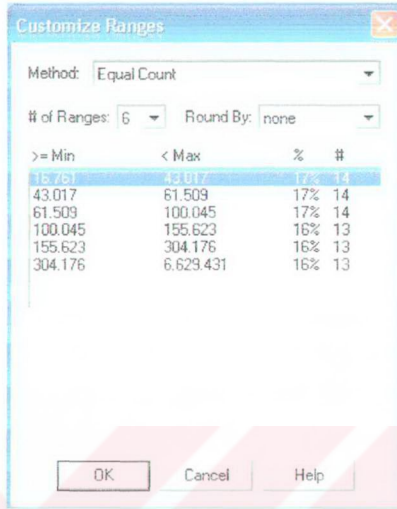 Customize Ranges
Method: Equal Count
# of Ranges: 6 Round By: none
>= Min < Max % #
16.761 43.017 17% 14
43.017 61.509 17% 14
61.509 100.045 17% 14
100.045 155.623 16% 13
155.623 304.176 16% 13
304.176 6.629.431 16% 13
OK Cancel Help